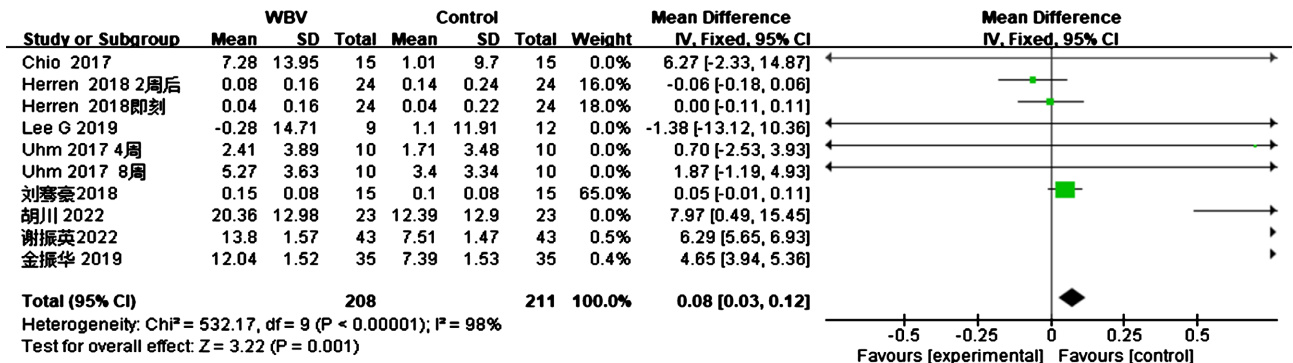 WBV Control Mean Difference Mean Difference
Study or Subgroup Mean SD Total Mean SD Total Weight IV, Fixed, 95% CI IV, Fixed, 95% CI
Chio 2017 7.28 13.95 15 1.01 9.7 15 0.0% 6.27 [-2.33, 14.87]
Herren 2018 2周后 0.08 0.16 24 0.14 0.24 24 16.0% -0.06 [-0.18, 0.06]
Herren 2018即刻 0.04 0.16 24 0.04 0.22 24 18.0% 0.00 [-0.11, 0.11]
Lee G 2019 -0.28 14.71 9 1.1 11.91 12 0.0% -1.38 [-13.12, 10.36]
Uhm 2017 4周 2.41 3.89 10 1.71 3.48 10 0.0% 0.70 [-2.53, 3.93]
Uhm 2017 8周 5.27 3.63 10 3.4 3.34 10 0.0% 1.87 [-1.19, 4.93]
刘骞豪2018 0.15 0.08 15 0.1 0.08 15 65.0% 0.05 [-0.01, 0.11]
胡川 2022 20.36 12.98 23 12.39 12.9 23 0.0% 7.97 [0.49, 15.45]
谢振英2022 13.8 1.57 43 7.51 1.47 43 0.5% 6.29 [5.65, 6.93]
金振华 2019 12.04 1.52 35 7.39 1.53 35 0.4% 4.65 [3.94, 5.36]
Total (95% CI) 208 211 100.0% 0.08 [0.03, 0.12]
Heterogeneity: Chi² = 532.17, df = 9 (P < 0.00001); I² = 98%
Test for overall effect: Z = 3.22 (P = 0.001)
-0.5 -0.25 0 0.25 0.5
Favours [experimental] Favours [control]